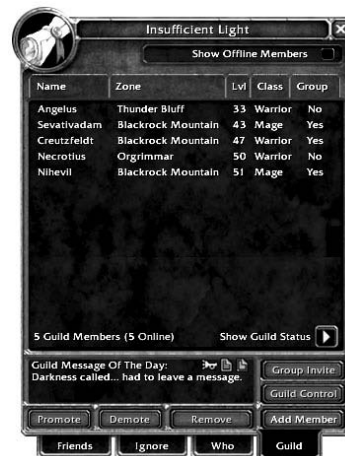 Insufficient Light
Show Offline Members
Name Zone Lvl Class Group
Angelus Thunder Bluff 33 Warrior No
Sevativadam Blackrock Mountain 43 Mage Yes
Creutzfeldt Blackrock Mountain 47 Warrior Yes
Necrotius Orgrimmar 50 Warrior No
Nihevil Blackrock Mountain 51 Mage Yes
5 Guild Members (5 Online) Show Guild Status
Guild Message Of The Day:
Darkness called... had to leave a message.
Group Invite
Guild Control
Promote Demote Remove Add Member
Friends Ignore Who Guild